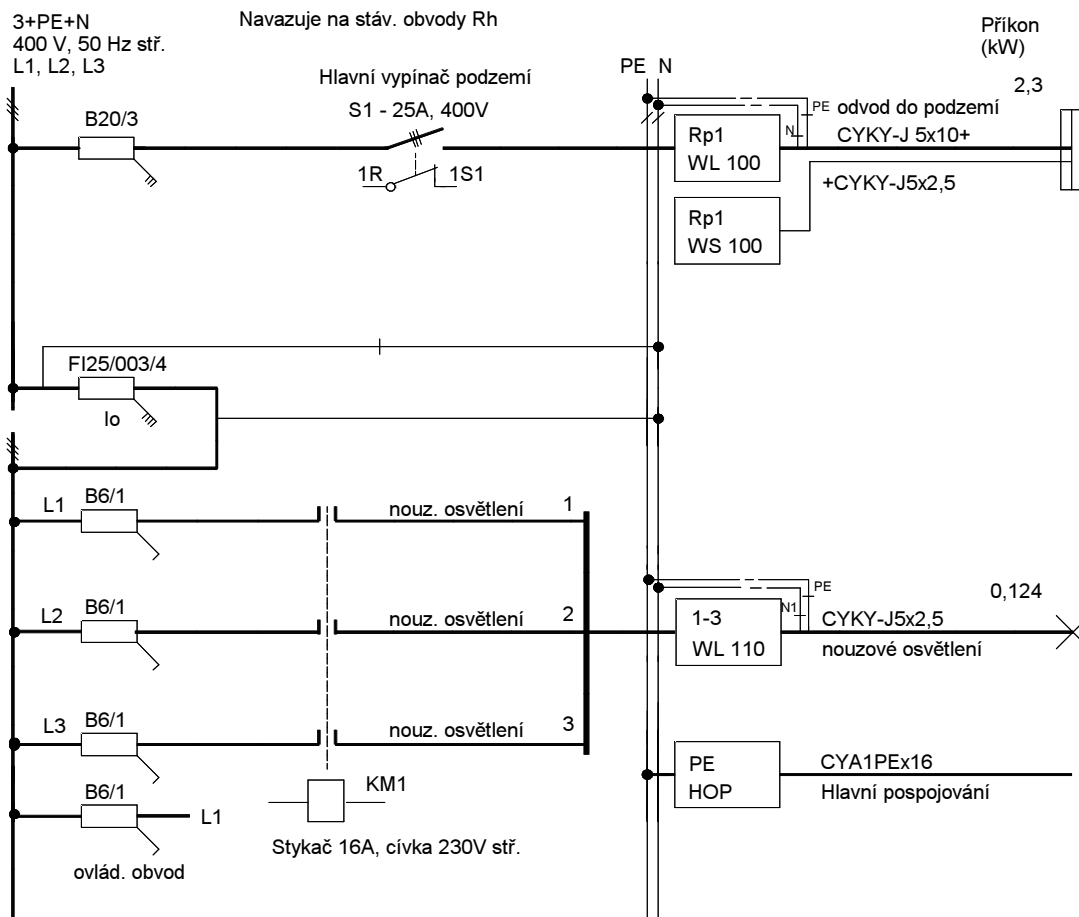 3+PE+N
400 V, 50 Hz stř.
L1, L2, L3
Navazuje na stáv. obvody Rh
Příkon
(kW)
Hlavní vypínač podzemí
S1 - 25A, 400V
PE N
2,3
B20/3
PE
odvod do podzemí
N
Rp1
WL 100
CYKY-J 5x10+
1R
1S1
+CYKY-J5x2,5
Rp1
WS 100
FI25/003/4
Io
L1
B6/1
nouz. osvětlení
1
L2
B6/1
nouz. osvětlení
2
PE
N1
0,124
1-3
WL 110
CYKY-J5x2,5
nouzové osvětlení
L3
B6/1
nouz. osvětlení
3
PE
HOP
CYA1PEx16
Hlavní pospojování
B6/1
L1
KM1
Stykač 16A, cívka 230V stř.
ovlád. obvod